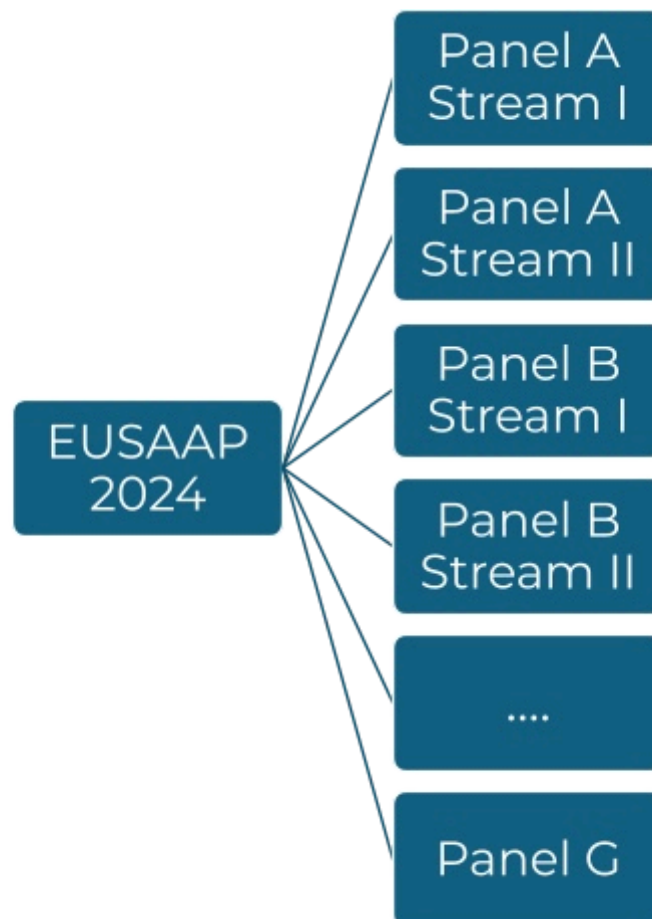 Panel A
Stream I
Panel A
Stream II
Panel B
Stream I
EUSAAP
2024
Panel B
Stream II
....
Panel G